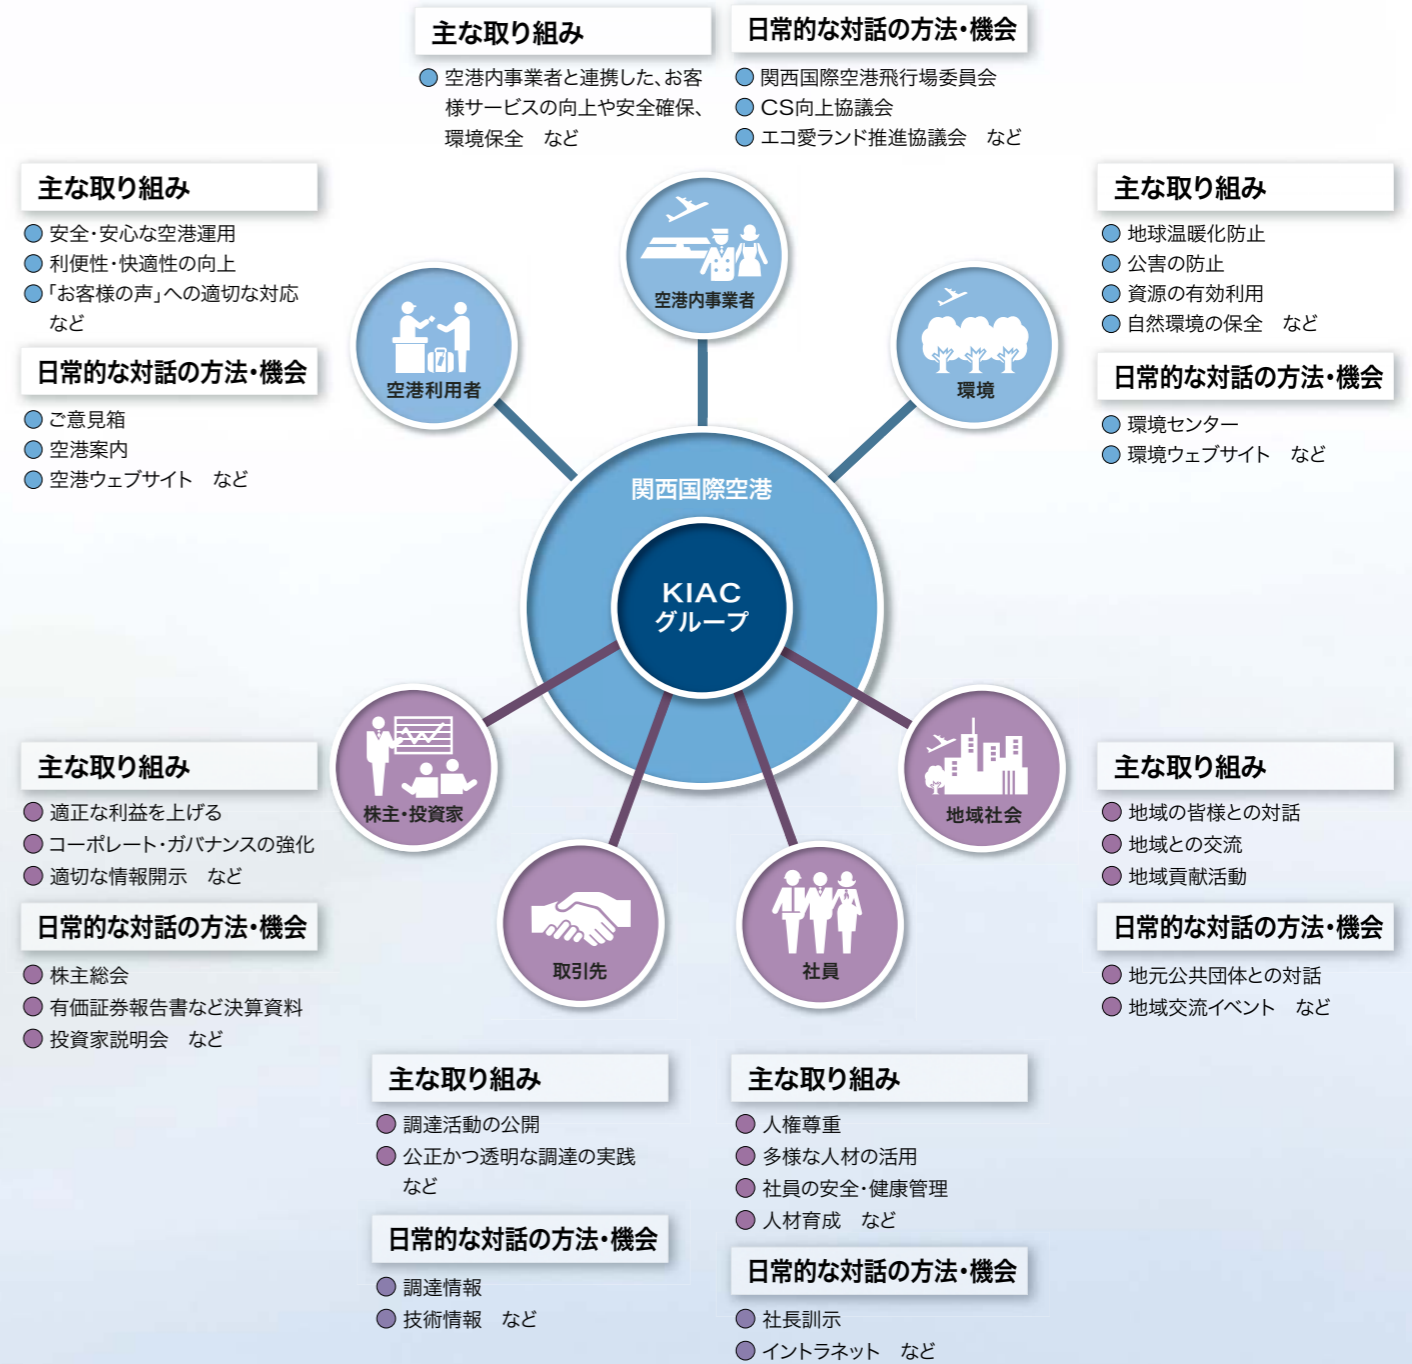 主な取り組み
空港内事業者と連携した、お客
様サービスの向上や安全確保、
環境保全　など
日常的な対話の方法・機会
関西国際空港飛行場委員会
CS向上協議会
エコ愛ランド推進協議会　など
主な取り組み
安全・安心な空港運用
利便性・快適性の向上
「お客様の声」への適切な対応
など
日常的な対話の方法・機会
ご意見箱
空港案内
空港ウェブサイト　など
空港利用者
空港内事業者
環境
主な取り組み
地球温暖化防止
公害の防止
資源の有効利用
自然環境の保全　など
日常的な対話の方法・機会
環境センター
環境ウェブサイト　など
関西国際空港
KIAC
グループ
主な取り組み
適正な利益を上げる
コーポレート・ガバナンスの強化
適切な情報開示　など
日常的な対話の方法・機会
株主総会
有価証券報告書など決算資料
投資家説明会　など
株主・投資家
取引先
社員
地域社会
主な取り組み
地域の皆様との対話
地域との交流
地域貢献活動
日常的な対話の方法・機会
地元公共団体との対話
地域交流イベント　など
主な取り組み
調達活動の公開
公正かつ透明な調達の実践
など
日常的な対話の方法・機会
調達情報
技術情報　など
主な取り組み
人権尊重
多様な人材の活用
社員の安全・健康管理
人材育成　など
日常的な対話の方法・機会
社長訓示
イントラネット　など